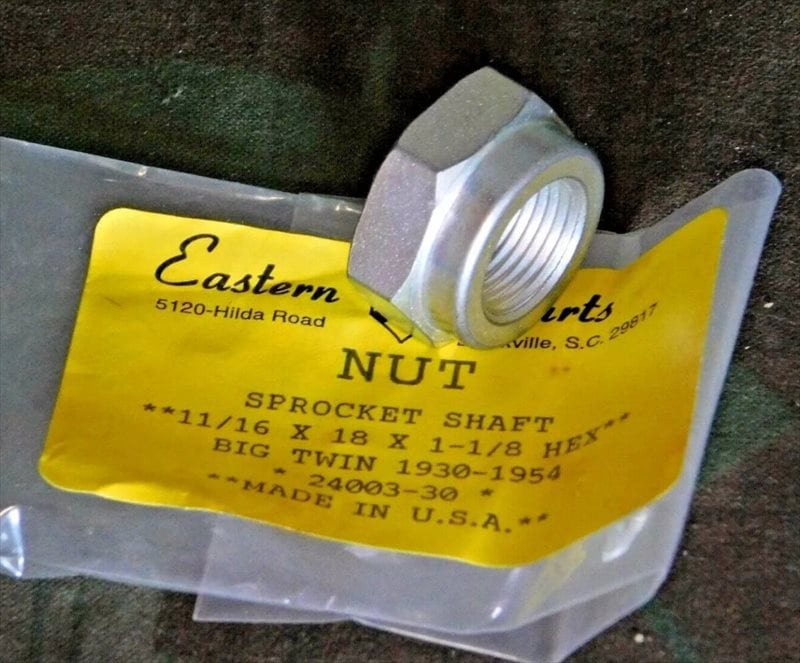 Eastern
5120-Hilda Road
S.C. 29817
NUT
SPROCKET SHAFT
**11/16 X 18 X 1-1/8 HEX**
BIG TWIN 1930-1954
* 24003-30 *
**MADE IN U.S.A.**